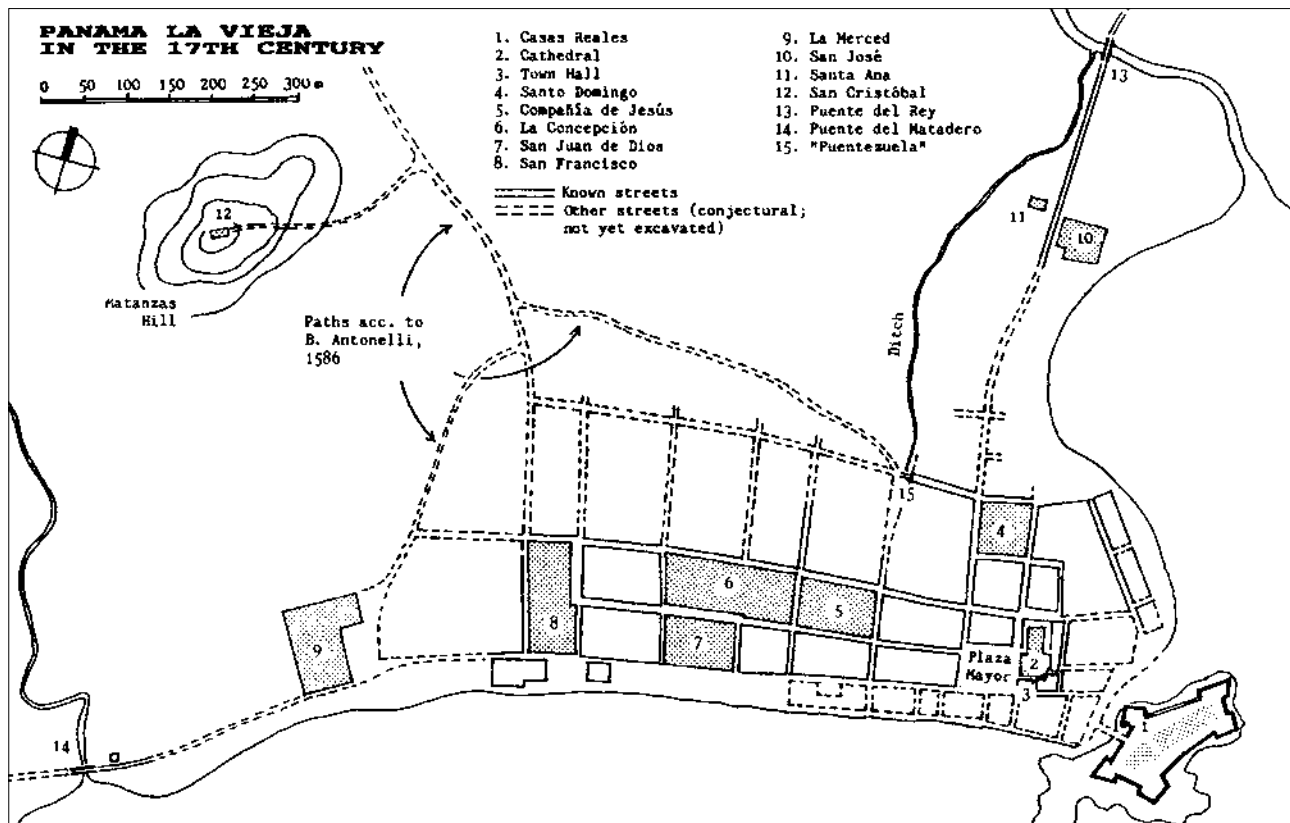 PANAMA LA VIEJA
IN THE 17TH CENTURY
0 50 100 150 200 250 300 m
1. Casas Reales
2. Cathedral
3. Town Hall
4. Santo Domingo
5. Compañía de Jesús
6. La Concepción
7. San Juan de Dios
8. San Francisco
9. La Merced
10. San José
11. Santa Ana
12. San Cristóbal
13. Puente del Rey
14. Puente del Matadero
15. "Puentezuela"
Known streets
Other streets (conjectural;
not yet excavated)
13
12
11
10
Matanzas
Hill
Paths acc. to
B. Antonelli,
1586
Ditch
15
4
6
5
8
7
9
Plaza
Mayor
2
3
1
14